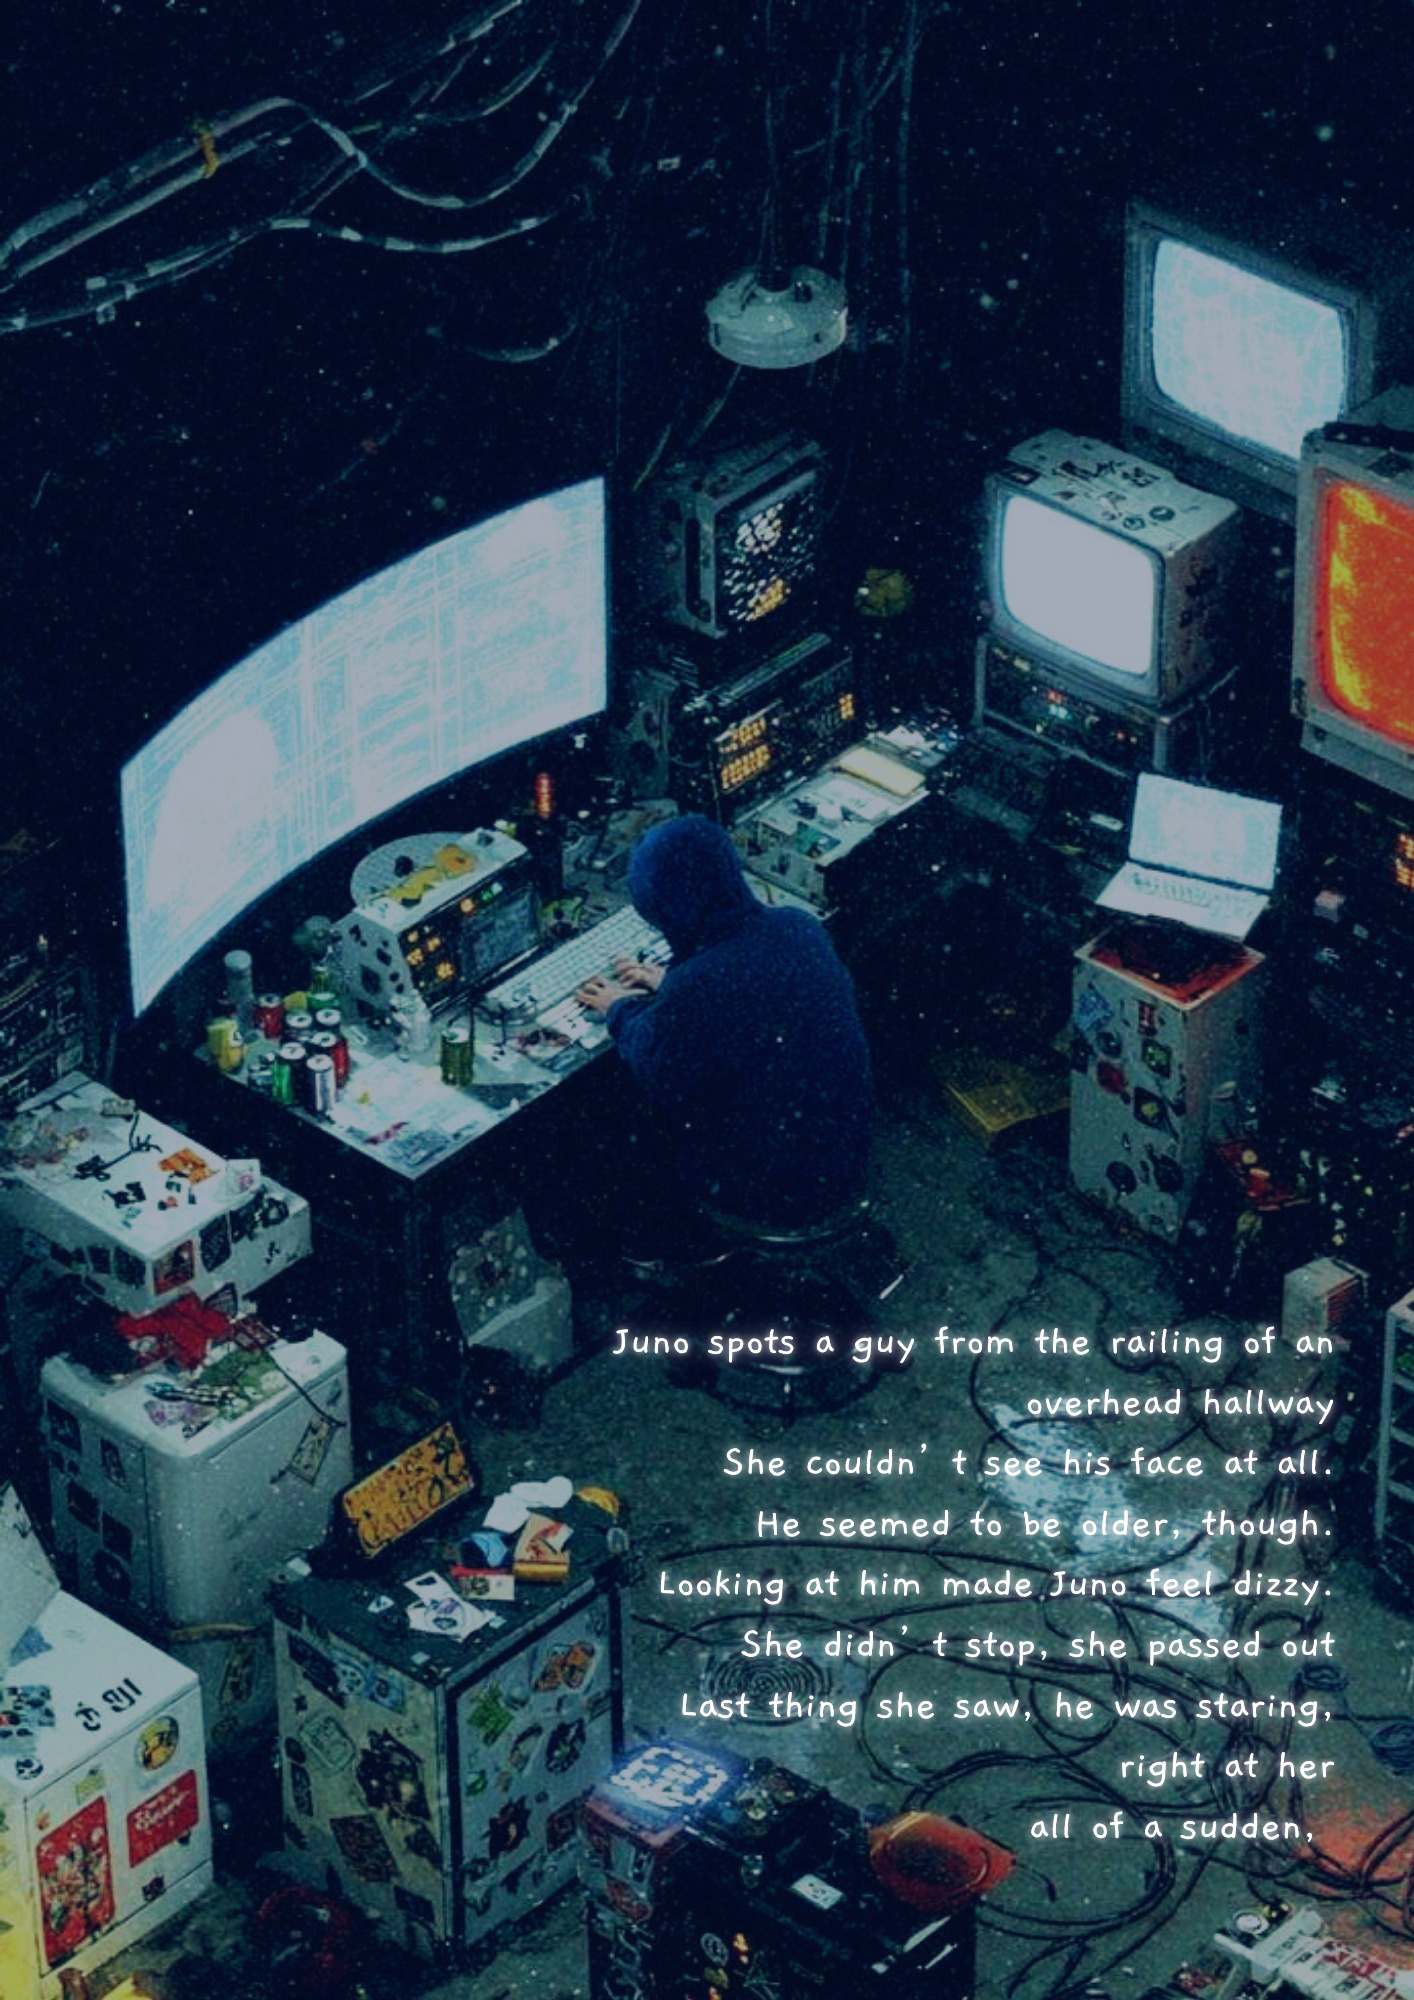 Juno spots a guy from the railing of an
overhead hallway
She couldn’ t see his face at all.
He seemed to be older, though.
Looking at him made Juno feel dizzy.
She didn’ t stop, she passed out
Last thing she saw, he was staring,
right at her
all of a sudden,